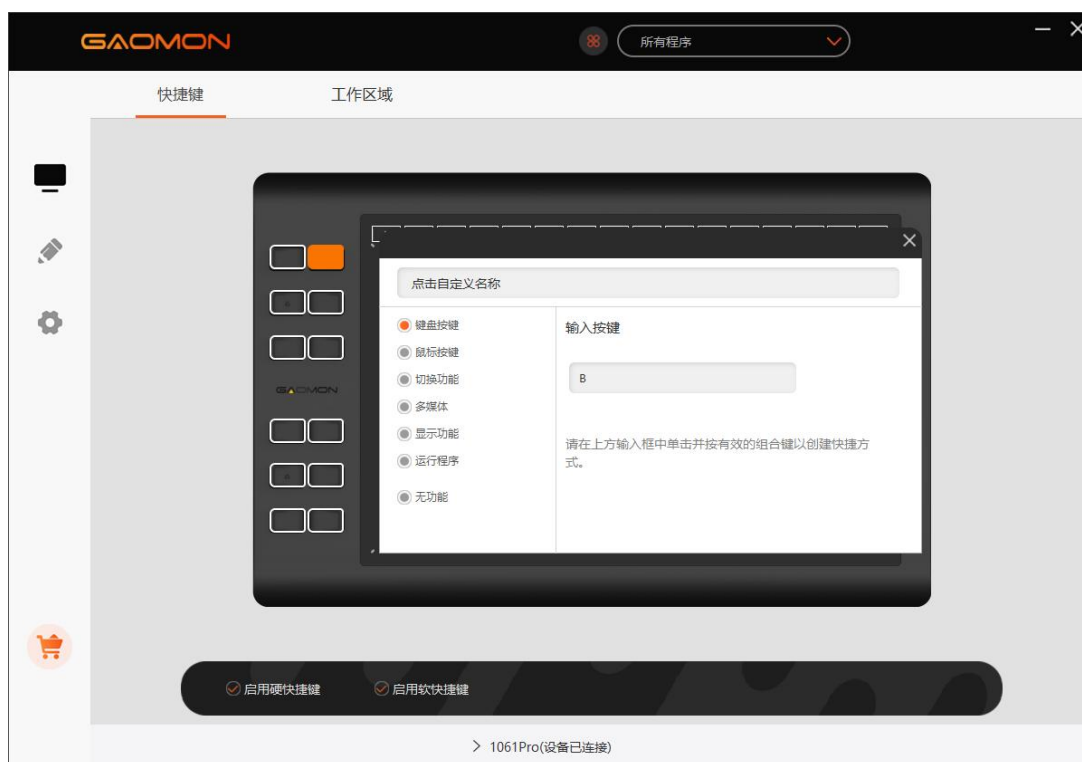 GAOMON
所有程序
快捷键
工作区域
点击自定义名称
键盘按键
鼠标按键
切换功能
多媒体
显示功能
运行程序
无功能
输入按键
B
请在上方输入框中单击并按有效的组合键以创建快捷方
式。
GAOMON
启用硬快捷键
启用软快捷键
1061Pro(设备已连接)